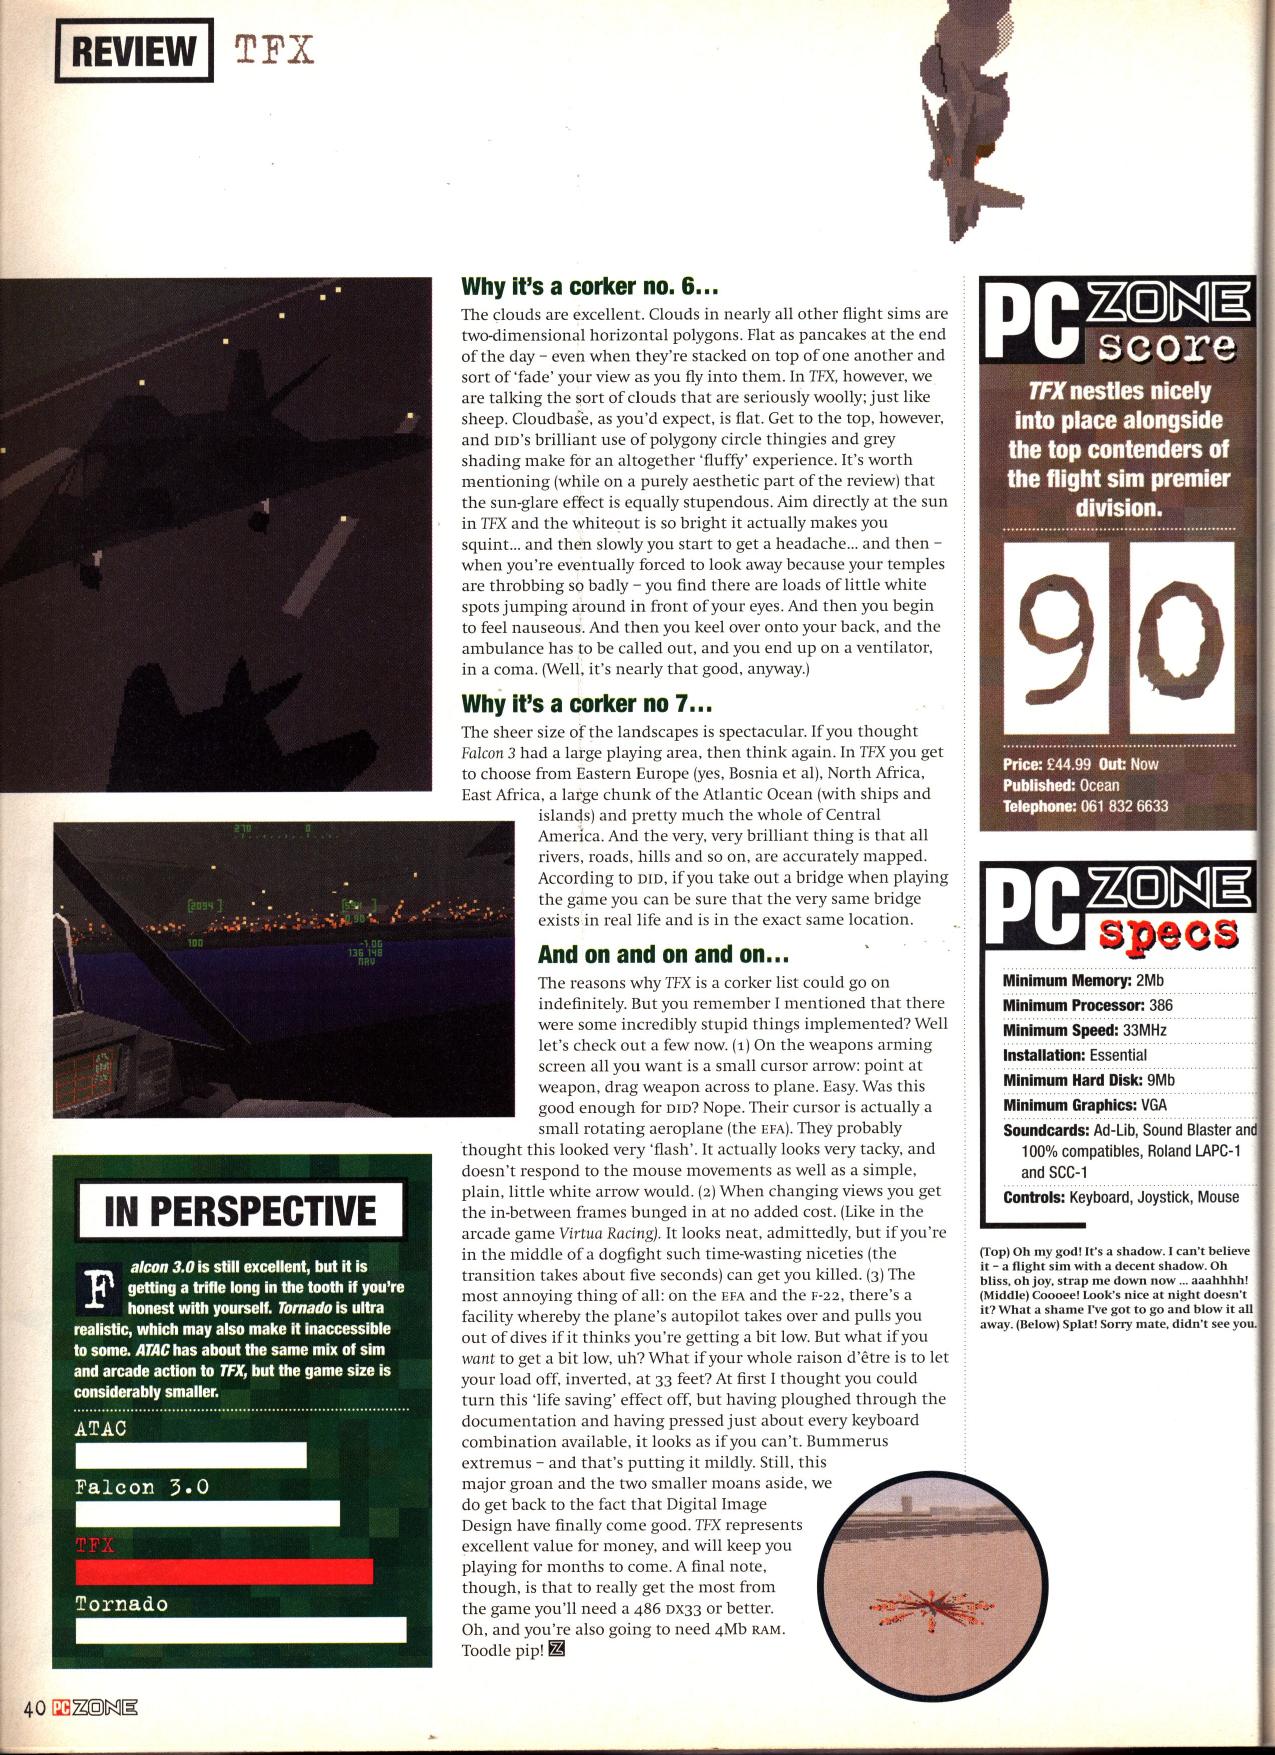 REVIEW TFX
Why it's a corker no. 6...
The clouds are excellent. Clouds in nearly all other flight sims are
two-dimensional horizontal polygons. Flat as pancakes at the end
of the day – even when they're stacked on top of one another and
sort of 'fade' your view as you fly into them. In TFX, however, we
are talking the sort of clouds that are seriously woolly; just like
sheep. Cloudbase, as you'd expect, is flat. Get to the top, however,
and DID's brilliant use of polygony circle thingies and grey
shading make for an altogether 'fluffy' experience. It's worth
mentioning (while on a purely aesthetic part of the review) that
the sun-glare effect is equally stupendous. Aim directly at the sun
in TFX and the whiteout is so bright it actually makes you
squint... and then slowly you start to get a headache... and then –
when you're eventually forced to look away because your temples
are throbbing so badly – you find there are loads of little white
spots jumping around in front of your eyes. And then you begin
to feel nauseous. And then you keel over onto your back, and the
ambulance has to be called out, and you end up on a ventilator,
in a coma. (Well, it's nearly that good, anyway.)
Why it's a corker no 7...
The sheer size of the landscapes is spectacular. If you thought
Falcon 3 had a large playing area, then think again. In TFX you get
to choose from Eastern Europe (yes, Bosnia et al), North Africa,
East Africa, a large chunk of the Atlantic Ocean (with ships and
islands) and pretty much the whole of Central
America. And the very, very brilliant thing is that all
rivers, roads, hills and so on, are accurately mapped.
According to DID, if you take out a bridge when playing
the game you can be sure that the very same bridge
exists in real life and is in the exact same location.
And on and on and on...
The reasons why TFX is a corker list could go on
indefinitely. But you remember I mentioned that there
were some incredibly stupid things implemented? Well
let's check out a few now. (1) On the weapons arming
screen all you want is a small cursor arrow: point at
weapon, drag weapon across to plane. Easy. Was this
good enough for DID? Nope. Their cursor is actually a
small rotating aeroplane (the EFA). They probably
thought this looked very 'flash'. It actually looks very tacky, and
doesn't respond to the mouse movements as well as a simple,
plain, little white arrow would. (2) When changing views you get
the in-between frames bunged in at no added cost. (Like in the
arcade game Virtua Racing). It looks neat, admittedly, but if you're
in the middle of a dogfight such time-wasting niceties (the
transition takes about five seconds) can get you killed. (3) The
most annoying thing of all: on the EFA and the F-22, there's a
facility whereby the plane's autopilot takes over and pulls you
out of dives if it thinks you're getting a bit low. But what if you
want to get a bit low, uh? What if your whole raison d'être is to let
your load off, inverted, at 33 feet? At first I thought you could
turn this 'life saving' effect off, but having ploughed through the
documentation and having pressed just about every keyboard
combination available, it looks as if you can't. Bummerus
extremus – and that's putting it mildly. Still, this
major groan and the two smaller moans aside, we
do get back to the fact that Digital Image
Design have finally come good. TFX represents
excellent value for money, and will keep you
playing for months to come. A final note,
though, is that to really get the most from
the game you'll need a 486 DX33 or better.
Oh, and you're also going to need 4Mb RAM.
Toodle pip! Z
270 0
[2094 ]
100
-1.06
136 148
NAV
IN PERSPECTIVE
Falcon 3.0 is still excellent, but it is
getting a trifle long in the tooth if you're
honest with yourself. Tornado is ultra
realistic, which may also make it inaccessible
to some. ATAC has about the same mix of sim
and arcade action to TFX, but the game size is
considerably smaller.
ATAC
Falcon 3.0
TFX
Tornado
PC ZONE
score
TFX nestles nicely
into place alongside
the top contenders of
the flight sim premier
division.
90
Price: £44.99 Out: Now
Published: Ocean
Telephone: 061 832 6633
PC ZONE
specs
Minimum Memory: 2Mb
Minimum Processor: 386
Minimum Speed: 33MHz
Installation: Essential
Minimum Hard Disk: 9Mb
Minimum Graphics: VGA
Soundcards: Ad-Lib, Sound Blaster and
100% compatibles, Roland LAPC-1
and SCC-1
Controls: Keyboard, Joystick, Mouse
(Top) Oh my god! It's a shadow. I can't believe
it – a flight sim with a decent shadow. Oh
bliss, oh joy, strap me down now ... aaahhhh!
(Middle) Coooee! Look's nice at night doesn't
it? What a shame I've got to go and blow it all
away. (Below) Splat! Sorry mate, didn't see you.
40 PC ZONE